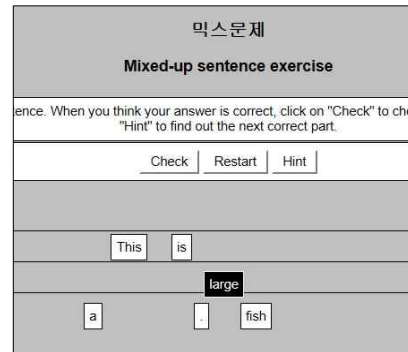 믹스문제
Mixed-up sentence exercise
ence. When you think your answer is correct, click on "Check" to che
"Hint" to find out the next correct part.
Check Restart Hint
This is
large
a . fish